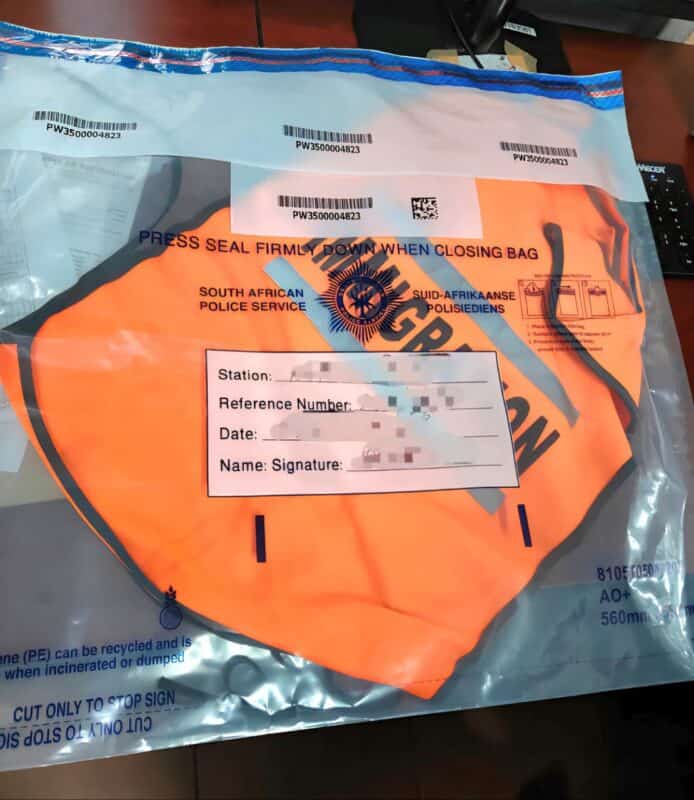 PW3500004823
PW3500004823
PW3500004823
PW3500004823
PRESS SEAL FIRMLY DOWN WHEN CLOSING BAG
SOUTH AFRICAN
POLICE SERVICE
SUID-AFRIKAANSE
POLISIEDIENS
IMMIGRATION
Station:
Reference Number:
Date:
Name: Signature:
AO+
560mm
(PE) can be recycled and is
when incinerated or dumped
CUT ONLY TO STOP SIGN
CUT ONLY TO STOP